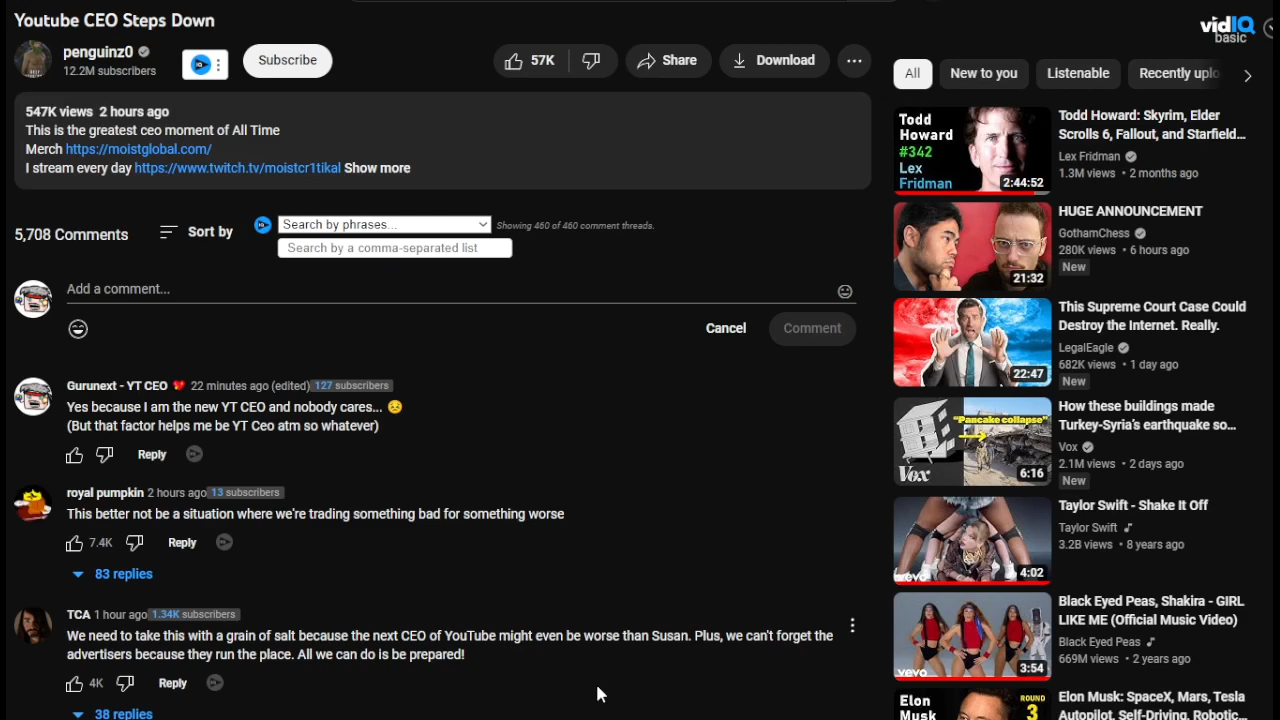 Youtube CEO Steps Down
vidIQ
basic
penguinz0
12.2M subscribers
Subscribe
57K
Share
Download
547K views 2 hours ago
This is the greatest ceo moment of All Time
Merch https://moistglobal.com/
I stream every day https://www.twitch.tv/moistcr1tikal Show more
5,708 Comments
Sort by
Search by phrases...
Showing 460 of 460 comment threads.
Search by a comma-separated list
Add a comment...
Cancel
Comment
Gurunext - YT CEO 22 minutes ago (edited) 127 subscribers
Yes because I am the new YT CEO and nobody cares...
(But that factor helps me be YT Ceo aım so whatever)
Reply
royal pumpkin 2 hours ago 13 subscribers
This better not be a situation where we're trading something bad for something worse
7.4K Reply
83 replies
TCA 1 hour ago 1.34K subscribers
We need to take this with a grain of salt because the next CEO of YouTube might even be worse than Susan. Plus, we can't forget the
advertisers because they run the place. All we can do is be prepared!
4K Reply
38 replies
All
New to you
Listenable
Recently uplo
Todd
Howard
#342
Lex
Fridman
2:44:52
Todd Howard: Skyrim, Elder
Scrolls 6, Fallout, and Starfield...
Lex Fridman
1.3M views • 2 months ago
21:32
HUGE ANNOUNCEMENT
GothamChess
280K views • 6 hours ago
New
22:47
This Supreme Court Case Could
Destroy the Internet. Really.
LegalEagle
682K views • 1 day ago
New
"Pancake collapse"
Vox
6:16
How these buildings made
Turkey-Syria's earthquake so...
Vox
2.1M views • 2 days ago
New
vevo
4:02
Taylor Swift - Shake It Off
Taylor Swift
3.2B views • 8 years ago
vevo
3:54
Black Eyed Peas, Shakira - GIRL
LIKE ME (Official Music Video)
Black Eyed Peas
669M views • 2 years ago
Elon
Musk
ROUND
3
Elon Musk: SpaceX, Mars, Tesla
Autopilot, Self-Driving, Robotic...